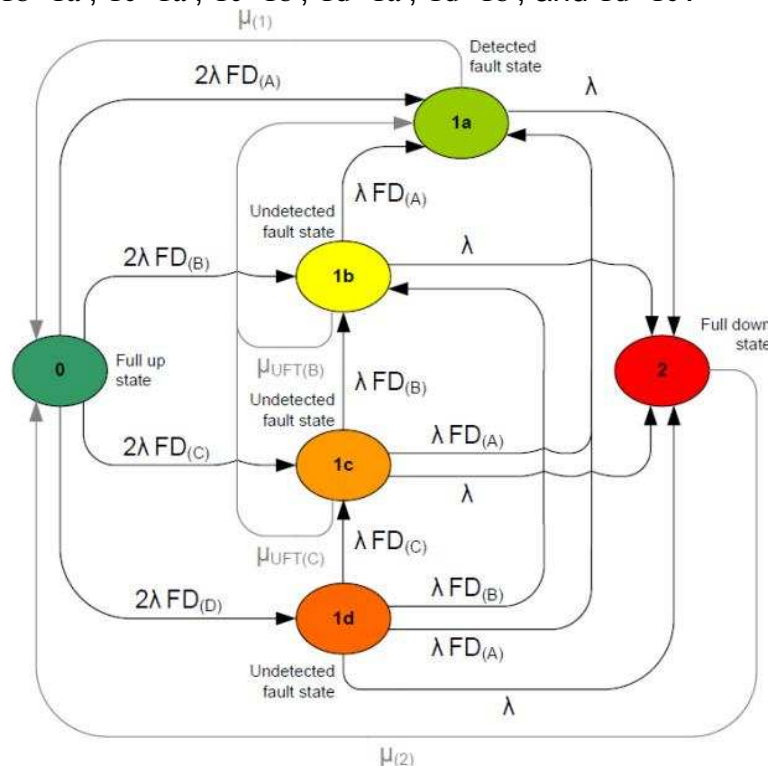 1b - 1a , 1c - 1a , 1c - 1b , 1d - 1a , 1d - 1b , and 1d - 1c .
μ(1)
Detected
fault state
2λ FD(A)
λ
1a
λ FD(A)
Undetected
fault state
2λ FD(B)
λ
1b
Full down
state
0
Full up
state
2
μUFT(B)
λ FD(B)
Undetected
fault state
2λ FD(C)
λ FD(A)
1c
λ
μUFT(C)
λ FD(C)
2λ FD(D)
λ FD(B)
1d
λ FD(A)
Undetected
fault state
λ
μ(2)